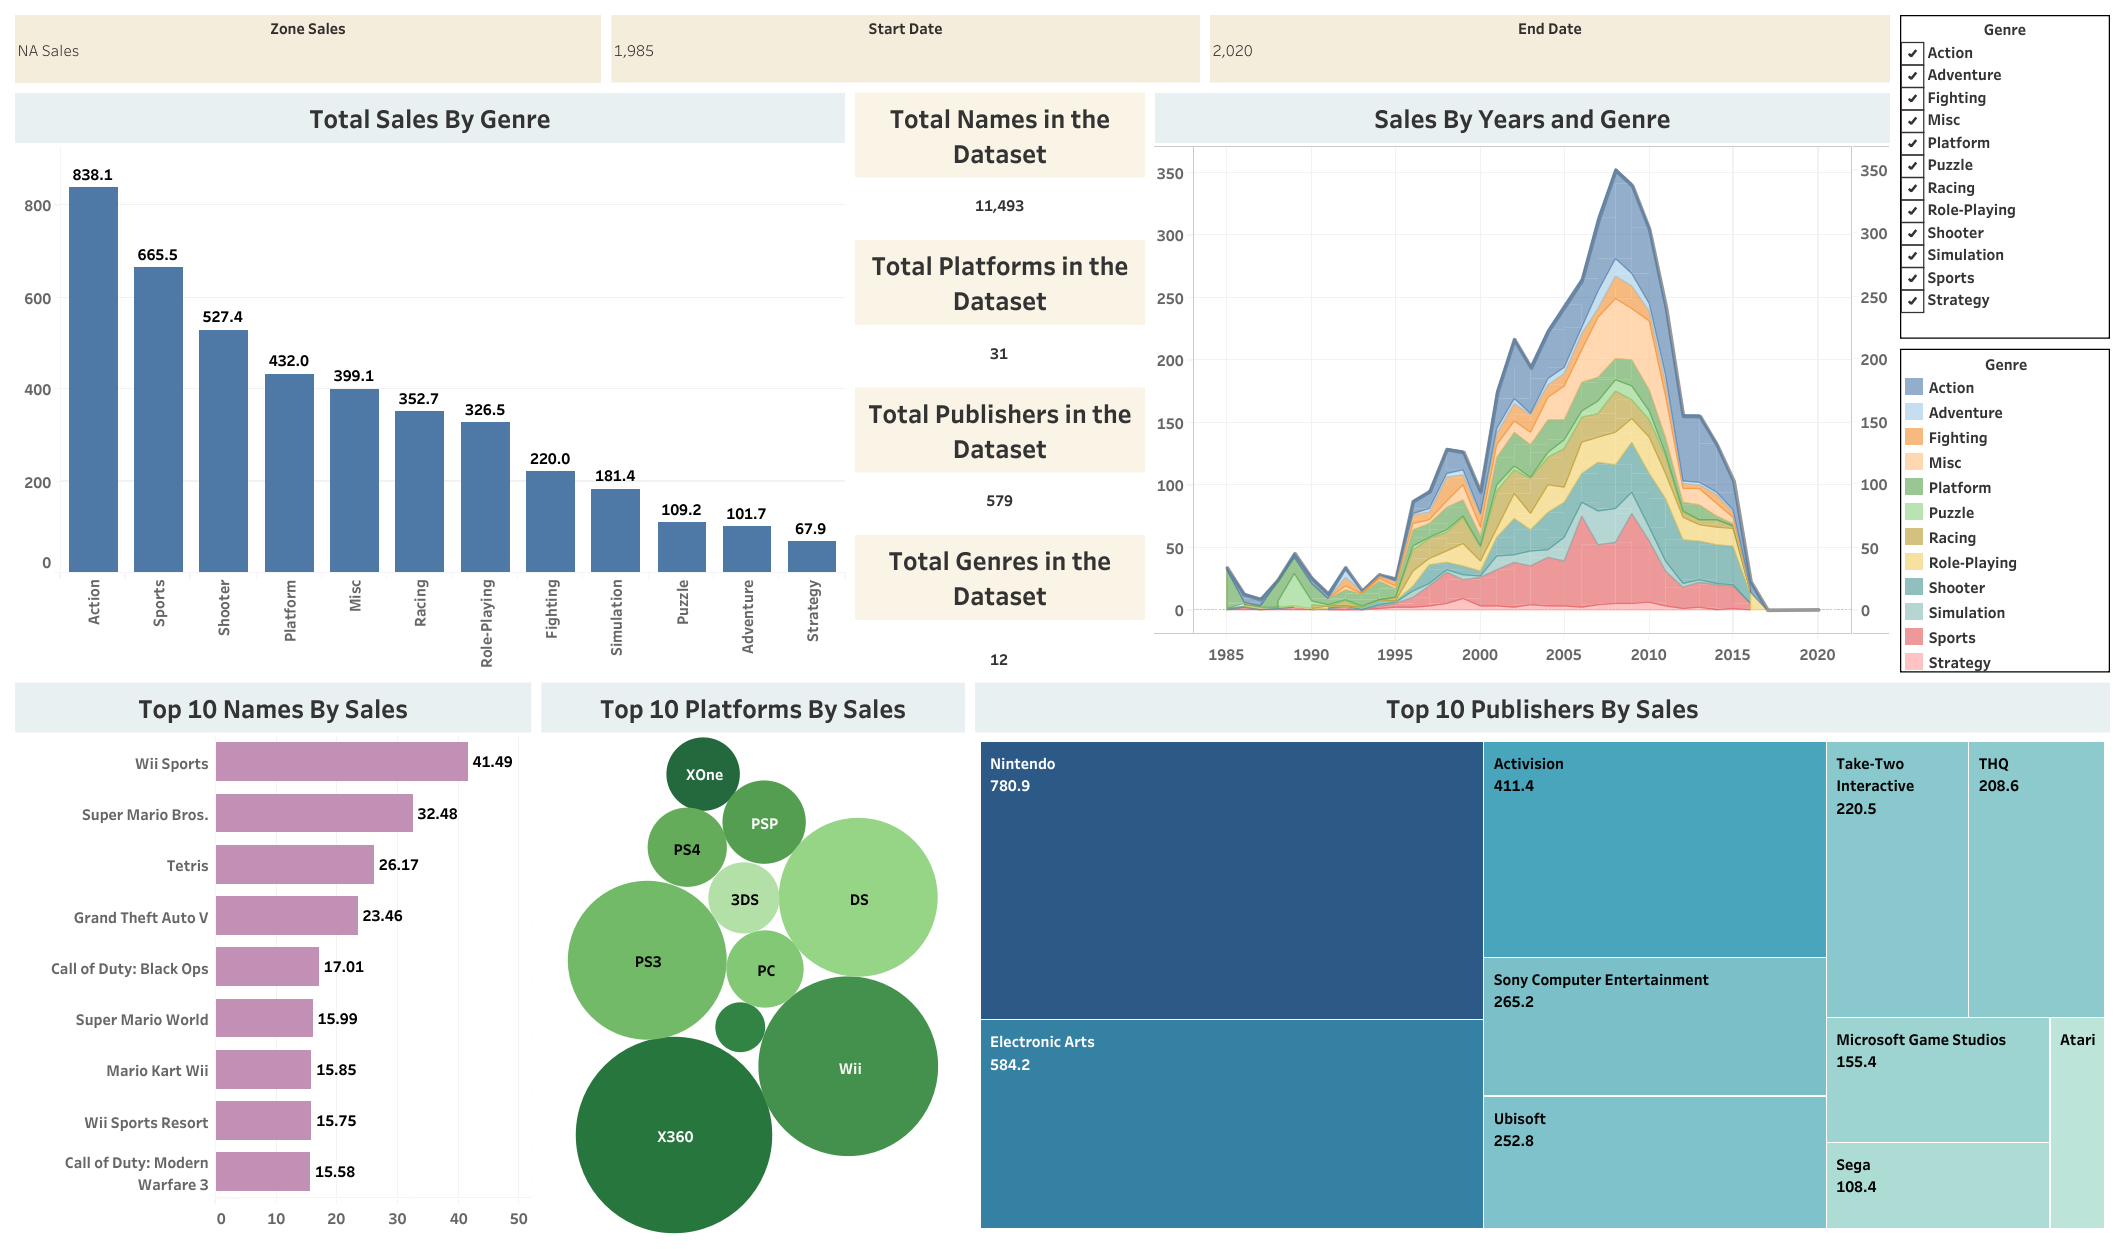 Zone Sales
NA Sales
Start Date
1,985
End Date
2,020
Genre
Action
Adventure
Fighting
Misc
Platform
Puzzle
Racing
Role-Playing
Shooter
Simulation
Sports
Strategy
Total Sales By Genre
800
600
400
200
0
838.1
665.5
527.4
432.0
399.1
352.7
326.5
220.0
181.4
109.2
101.7
67.9
Action
Sports
Shooter
Platform
Misc
Racing
Role-Playing
Fighting
Simulation
Puzzle
Adventure
Strategy
Total Names in the
Dataset
11,493
Total Platforms in the
Dataset
31
Total Publishers in the
Dataset
579
Total Genres in the
Dataset
12
Sales By Years and Genre
350
300
250
200
150
100
50
0
350
300
250
200
150
100
50
0
1985
1990
1995
2000
2005
2010
2015
2020
Genre
Action
Adventure
Fighting
Misc
Platform
Puzzle
Racing
Role-Playing
Shooter
Simulation
Sports
Strategy
Top 10 Names By Sales
Wii Sports
41.49
Super Mario Bros.
32.48
Tetris
26.17
Grand Theft Auto V
23.46
Call of Duty: Black Ops
17.01
Super Mario World
15.99
Mario Kart Wii
15.85
Wii Sports Resort
15.75
Call of Duty: Modern
Warfare 3
15.58
0
10
20
30
40
50
Top 10 Platforms By Sales
XOne
PSP
PS4
3DS
DS
PS3
PC
Wii
X360
Top 10 Publishers By Sales
Nintendo
780.9
Electronic Arts
584.2
Activision
411.4
Sony Computer Entertainment
265.2
Ubisoft
252.8
Take-Two
Interactive
220.5
THQ
208.6
Microsoft Game Studios
155.4
Sega
108.4
Atari